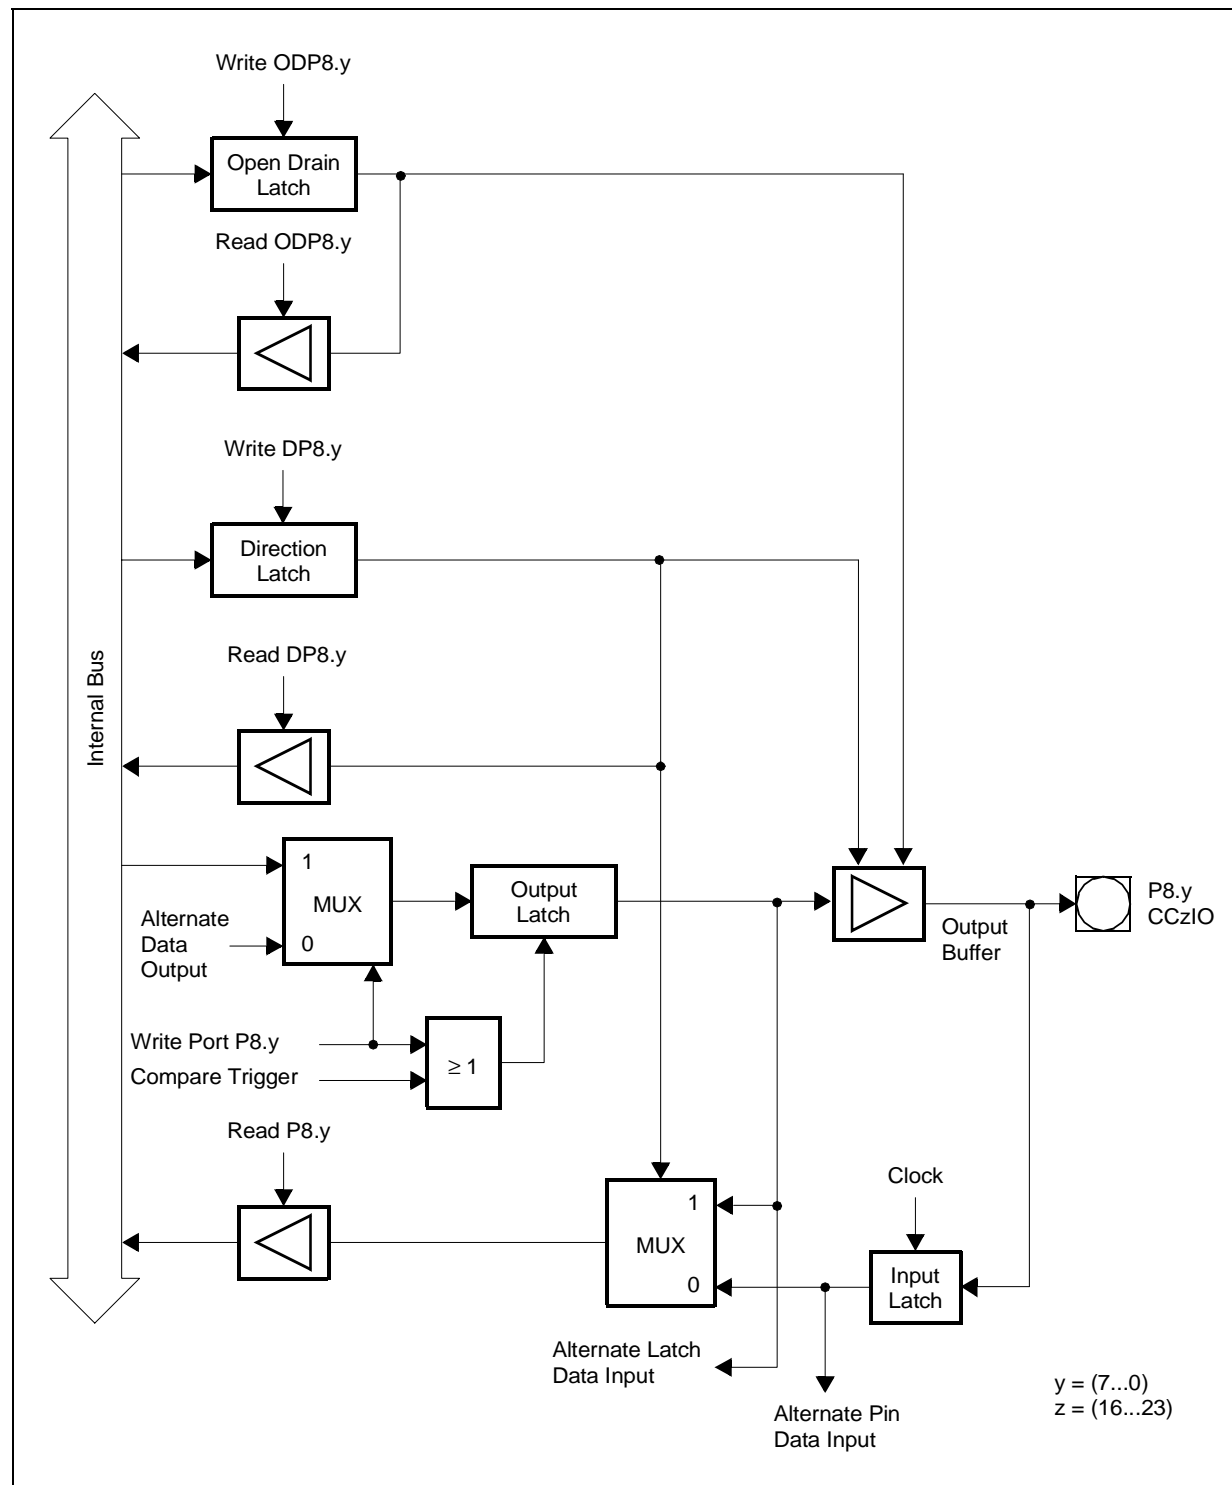 Write ODP8.y
Open Drain
Latch
Read ODP8.y
Write DP8.y
Direction
Latch
Internal Bus
Read DP8.y
1
MUX
0
Alternate
Data
Output
Output
Latch
Output
Buffer
P8.y
CCzIO
Write Port P8.y
Compare Trigger
≥ 1
Read P8.y
1
MUX
0
Clock
Input
Latch
Alternate Latch
Data Input
Alternate Pin
Data Input
y = (7...0)
z = (16...23)